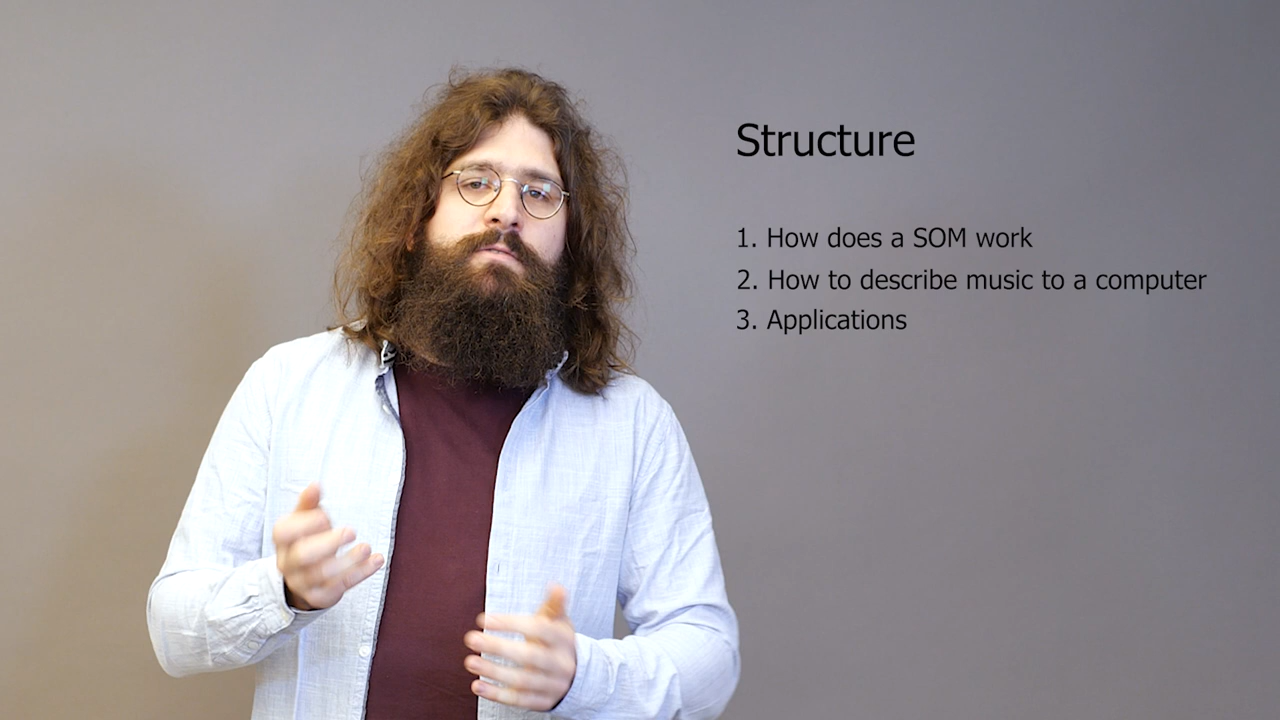 Structure
1. How does a SOM work
2. How to describe music to a computer
3. Applications